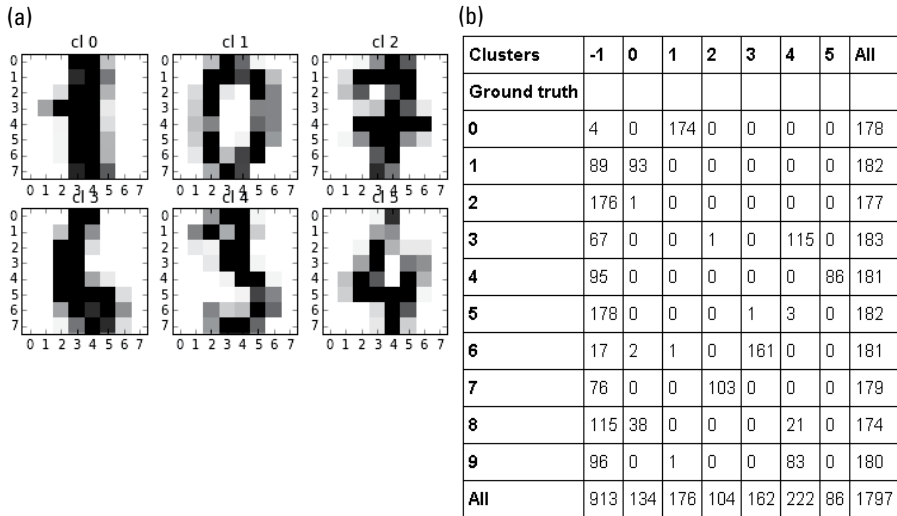 (a)
cl 0 cl 1 cl 2
0
1
2
3
4
5
6
7
0 1 2 3 4 5 6 7 0 1 2 3 4 5 6 7 0 1 2 3 4 5 6 7
cl 3 cl 4 cl 5
0
1
2
3
4
5
6
7
0 1 2 3 4 5 6 7 0 1 2 3 4 5 6 7 0 1 2 3 4 5 6 7
(b)
Clusters -1 0 1 2 3 4 5 All
Ground truth
0 4 0 174 0 0 0 0 178
1 89 93 0 0 0 0 0 182
2 176 1 0 0 0 0 0 177
3 67 0 0 1 0 115 0 183
4 95 0 0 0 0 0 86 181
5 178 0 0 0 1 3 0 182
6 17 2 1 0 161 0 0 181
7 76 0 0 103 0 0 0 179
8 115 38 0 0 0 21 0 174
9 96 0 1 0 0 83 0 180
All 913 134 176 104 162 222 86 1797